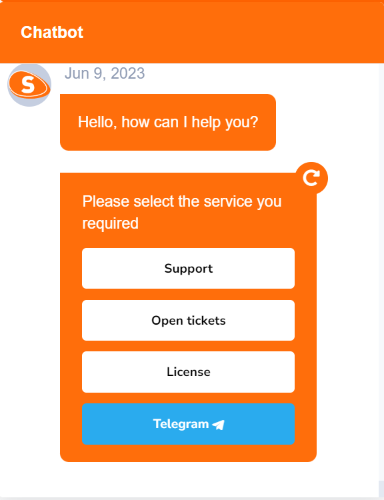 Chatbot
Jun 9, 2023
S
Hello, how can I help you?
Please select the service you
required
Support
Open tickets
License
Telegram